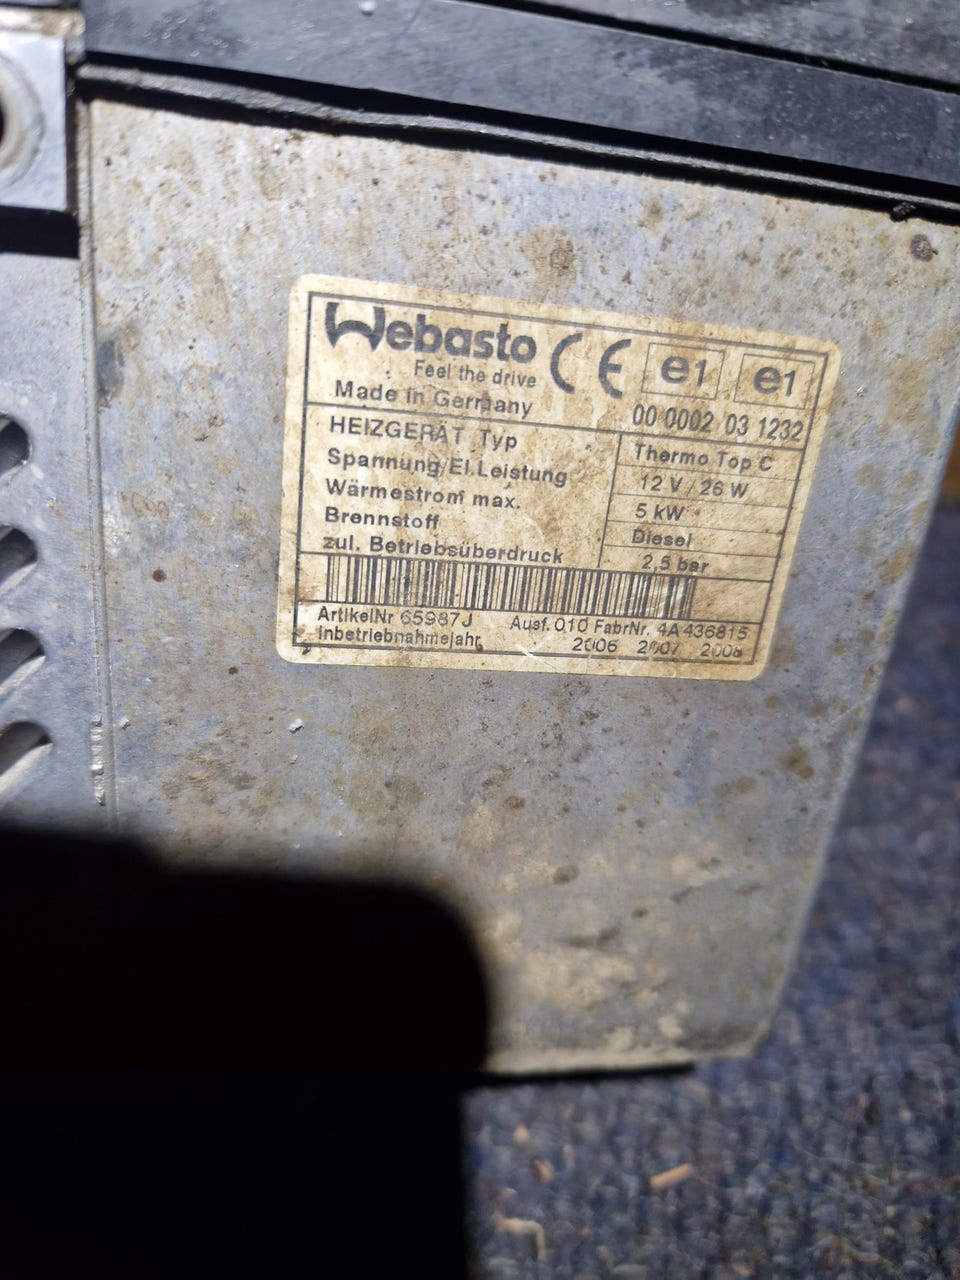 Webasto CE e1 e1
Feel the drive
Made in Germany 00 0002 03 1232
HEIZGERÄT Typ Thermo Top C
Spannung/El.Leistung 12 V / 26 W
Wärmestrom max. 5 kW
Brennstoff Diesel
zul. Betriebsüberdruck 2,5 bar
ArtikelNr 65987J Ausf. 010 FabrNr. 4A436815
Inbetriebnahmejahr 2006 2007 2008